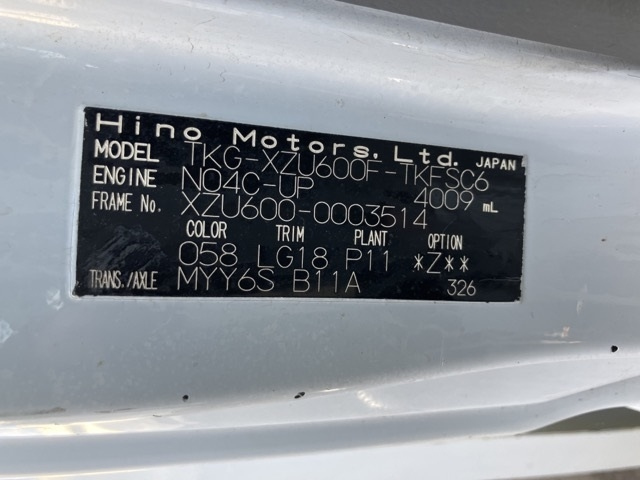 Hino Motors, Ltd. JAPAN
MODEL TKG-XZU600F-TKFSC6
ENGINE N04C-UP 4009 mL
FRAME No. XZU600-0003514
COLOR TRIM PLANT OPTION
058 LG18 P11 *Z**
TRANS./AXLE MYY6S B11A 326